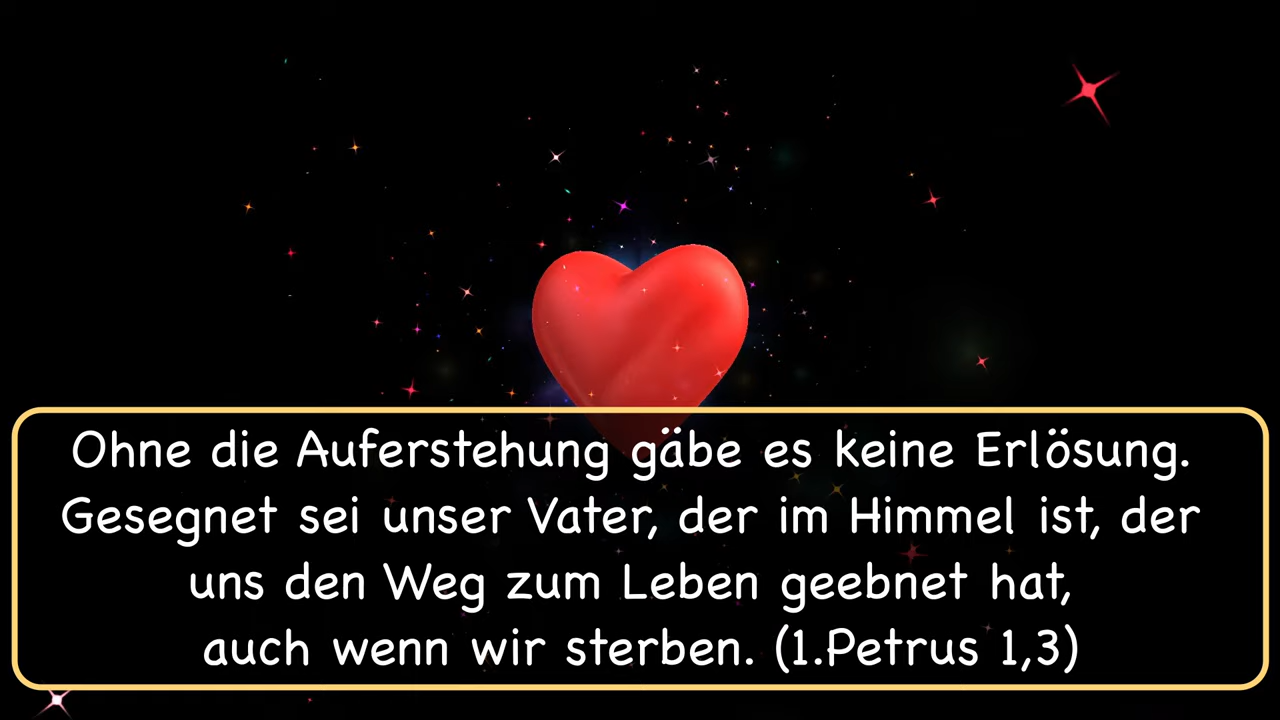 Ohne die Auferstehung gäbe es keine Erlösung.
Gesegnet sei unser Vater, der im Himmel ist, der
uns den Weg zum Leben geebnet hat,
auch wenn wir sterben. (1.Petrus 1,3)